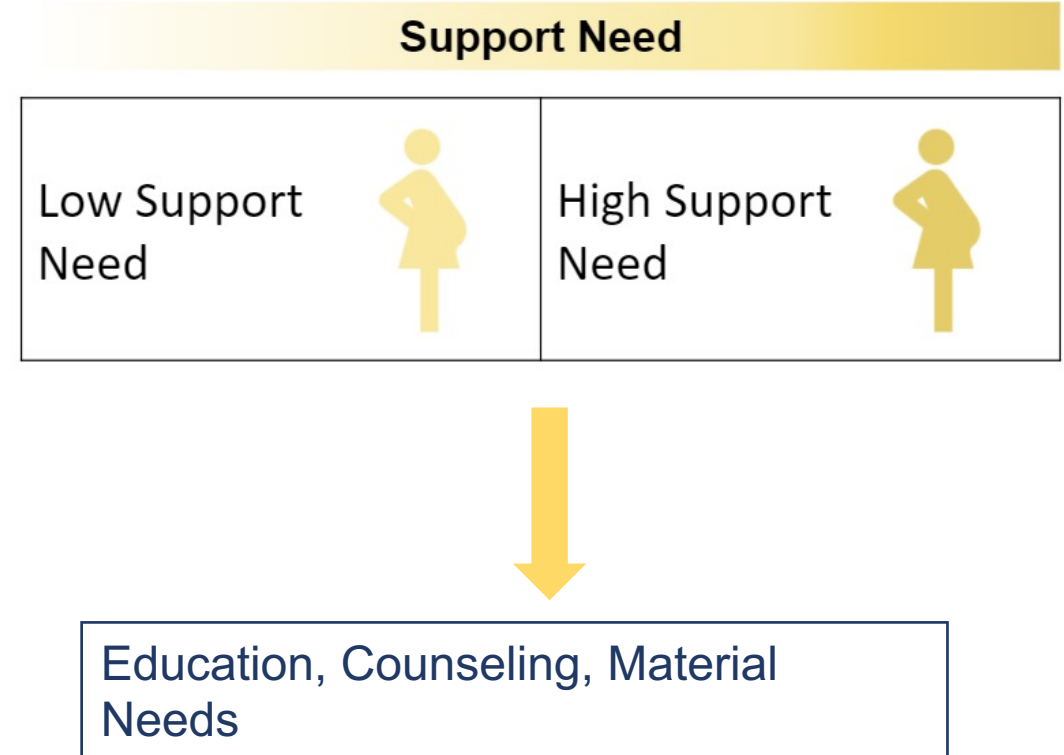 Support Need
Low Support
Need
High Support
Need
Education, Counseling, Material
Needs